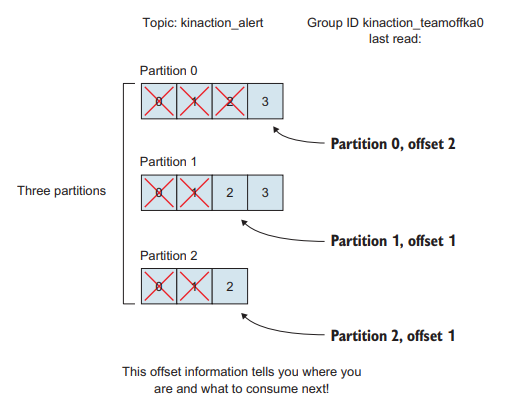 Topic: kinaction_alert
Group ID kinaction_teamoffka0
last read:
Partition 0
0 1 2 3
Partition 0, offset 2
Partition 1
0 1 2 3
Three partitions
Partition 1, offset 1
Partition 2
0 1 2
Partition 2, offset 1
This offset information tells you where you
are and what to consume next!